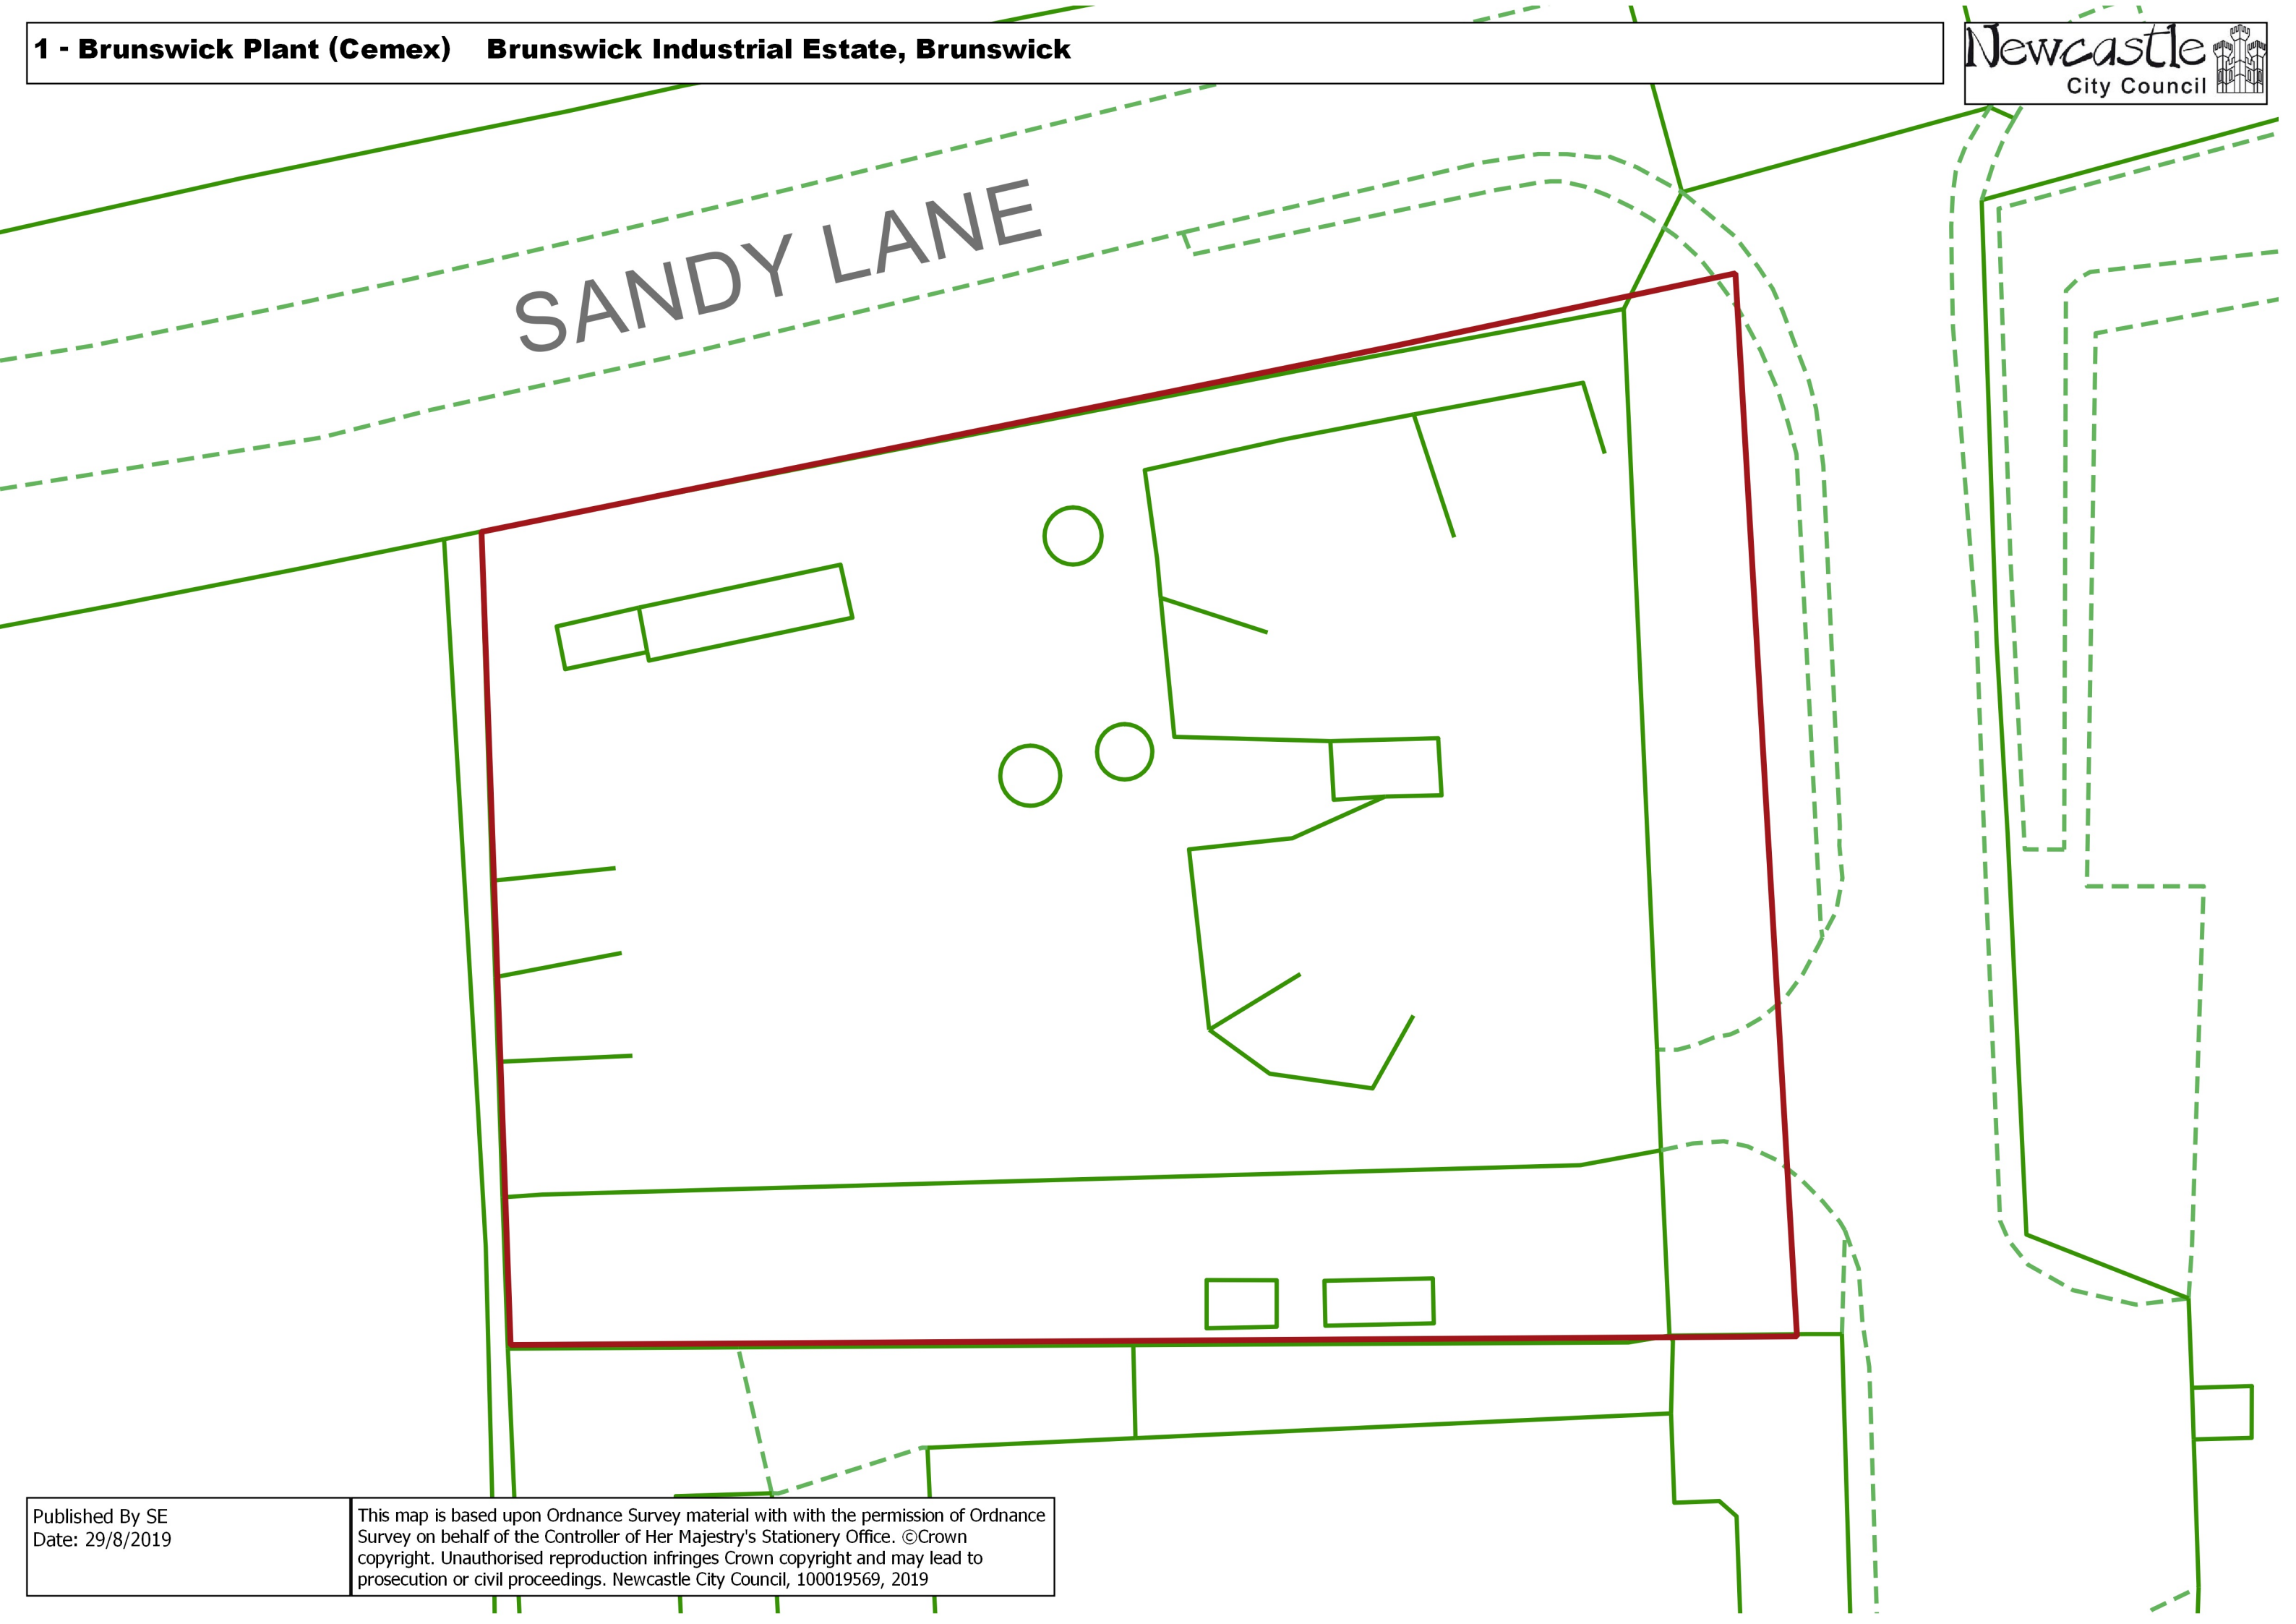 1 - Brunswick Plant (Cemex) Brunswick Industrial Estate, Brunswick
Newcastle
City Council
SANDY LANE
Published By SE
Date: 29/8/2019
This map is based upon Ordnance Survey material with with the permission of Ordnance
Survey on behalf of the Controller of Her Majesty's Stationery Office. ©Crown
copyright. Unauthorised reproduction infringes Crown copyright and may lead to
prosecution or civil proceedings. Newcastle City Council, 100019569, 2019